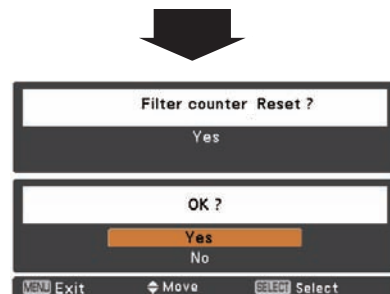 Filter counter Reset ?
Yes
OK ?
Yes
No
MENU Exit Move SELECT Select